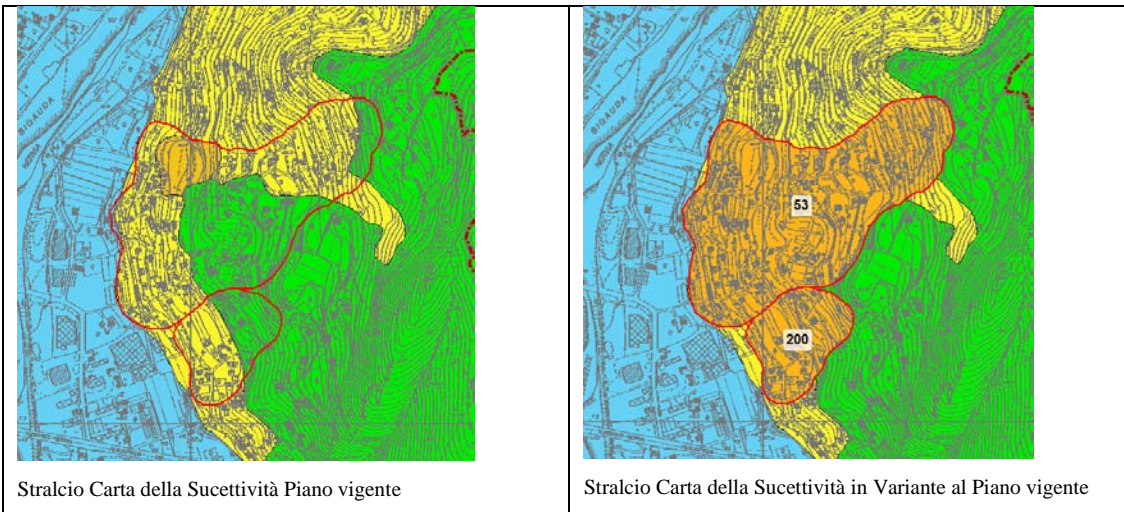 BIGAUDA
BIGAUDA
53
200
Stralcio Carta della Sucettività Piano vigente
Stralcio Carta della Sucettività in Variante al Piano vigente